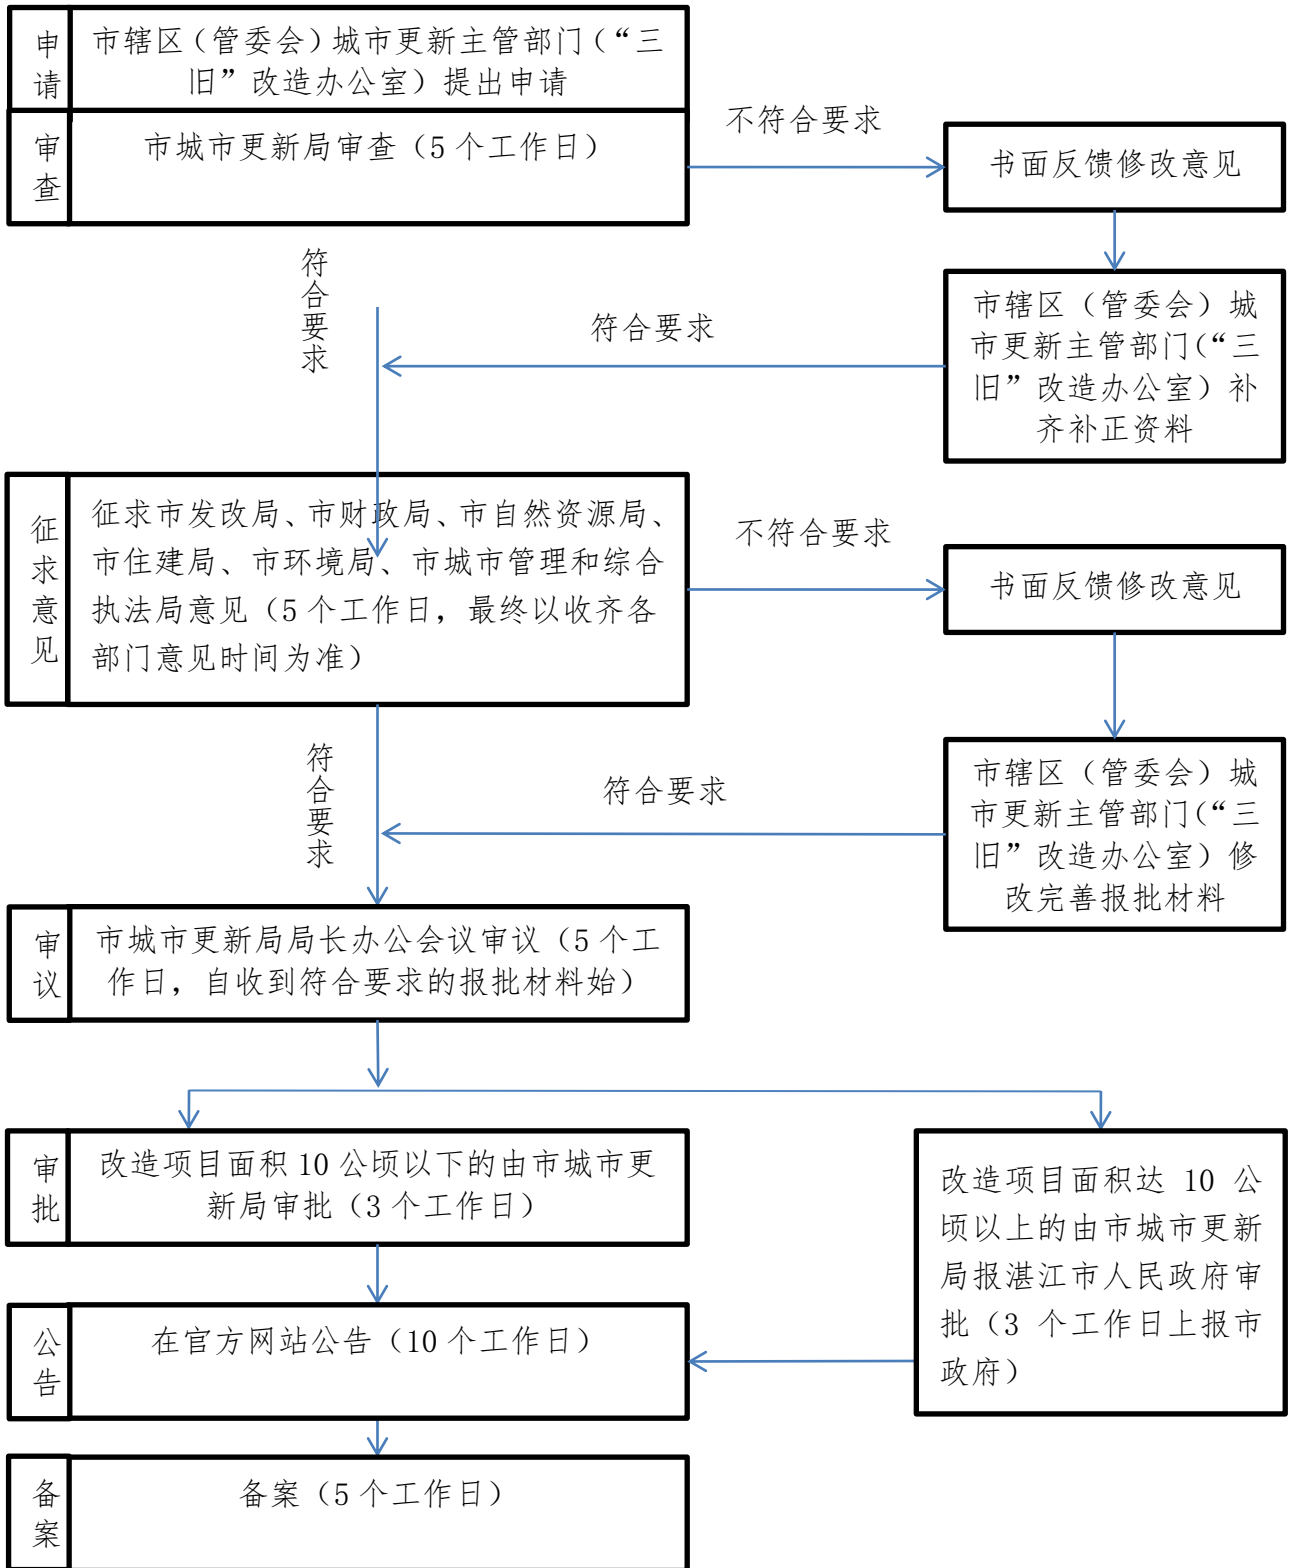 申请
市辖区（管委会）城市更新主管部门（“三
旧”改造办公室）提出申请
审查
市城市更新局审查（5 个工作日）
不符合要求
书面反馈修改意见
符合要求
符合要求
市辖区（管委会）城
市更新主管部门（“三
旧”改造办公室）补
齐补正资料
征求意见
征求市发改局、市财政局、市自然资源局、
市住建局、市环境局、市城市管理和综合
执法局意见（5 个工作日，最终以收齐各
部门意见时间为准）
不符合要求
书面反馈修改意见
符合要求
符合要求
市辖区（管委会）城
市更新主管部门（“三
旧”改造办公室）修
改完善报批材料
审议
市城市更新局局长办公会议审议（5 个工
作日，自收到符合要求的报批材料始）
审批
改造项目面积 10 公顷以下的由市城市更
新局审批（3 个工作日）
改造项目面积达 10 公
顷以上的由市城市更新
局报湛江市人民政府审
批（3 个工作日上报市
政府）
公告
在官方网站公告（10 个工作日）
备案
备案（5 个工作日）